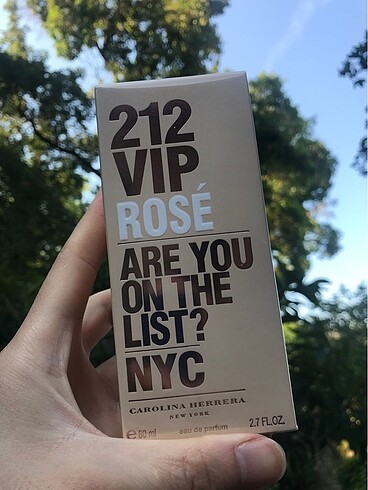 212
VIP
ROSÉ
ARE YOU
ON THE
LIST?
NYC
CAROLINA HERRERA
NEW YORK
℮ 80 ml eau de parfum 2.7 FL.OZ.